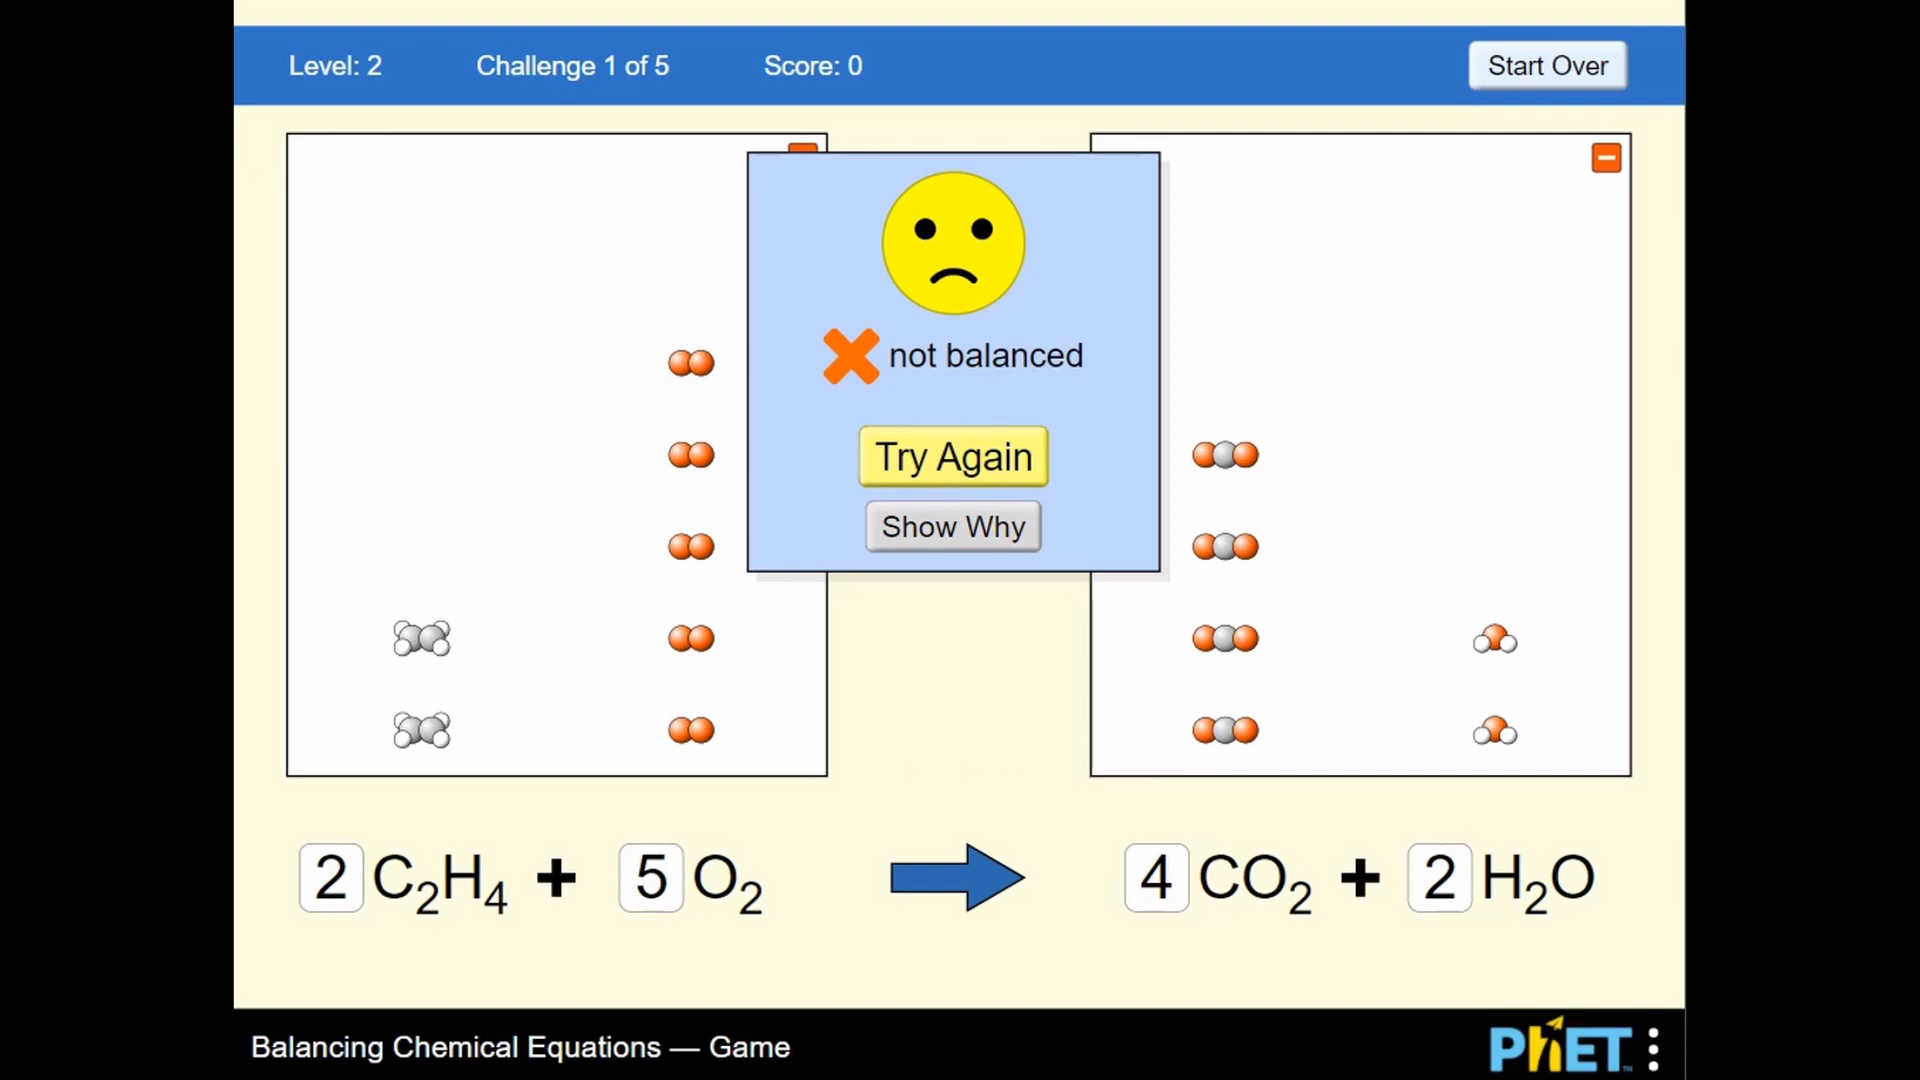 Level: 2 Challenge 1 of 5 Score: 0 Start Over
not balanced
Try Again
Show Why
2 C₂H₄ + 5 O₂ 4 CO₂ + 2 H₂O
Balancing Chemical Equations — Game PhET™